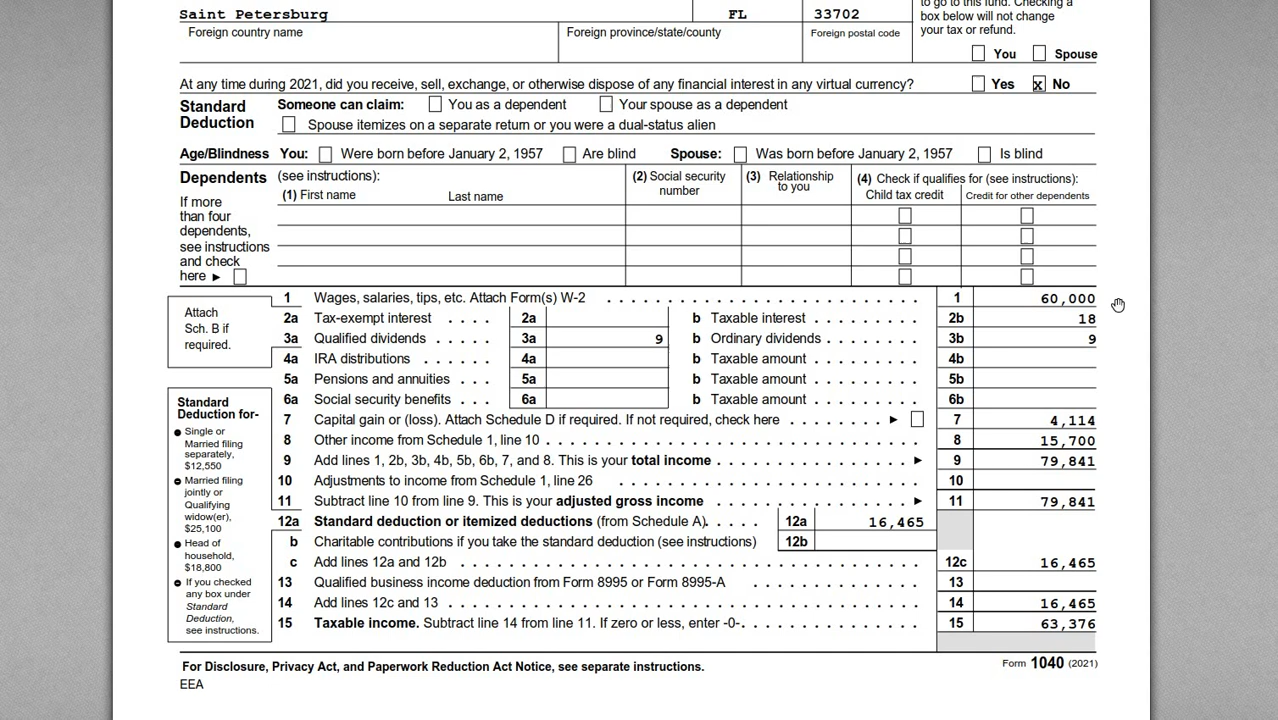 to go to this fund. Checking a
Saint Petersburg FL 33702 box below will not change
Foreign country name Foreign province/state/county Foreign postal code your tax or refund.
You Spouse
At any time during 2021, did you receive, sell, exchange, or otherwise dispose of any financial interest in any virtual currency? Yes x No
Standard Deduction Someone can claim: You as a dependent Your spouse as a dependent
Spouse itemizes on a separate return or you were a dual-status alien
Age/Blindness You: Were born before January 2, 1957 Are blind Spouse: Was born before January 2, 1957 Is blind
Dependents (see instructions): (2) Social security number (3) Relationship to you (4) Check if qualifies for (see instructions):
(1) First name Last name Child tax credit Credit for other dependents
If more
than four
dependents,
see instructions
and check
here ►
Attach
Sch. B if
required.
1 Wages, salaries, tips, etc. Attach Form(s) W-2 . . . . . . . . . . . . . . . . . . . . . 1 60,000
2a Tax-exempt interest . . . . 2a b Taxable interest . . . . . . . . . 2b 18
3a Qualified dividends . . . . . 3a 9 b Ordinary dividends . . . . . . . . 3b 9
4a IRA distributions . . . . . . 4a b Taxable amount . . . . . . . . . 4b
5a Pensions and annuities . . . 5a b Taxable amount . . . . . . . . . 5b
6a Social security benefits . . . 6a b Taxable amount . . . . . . . . . 6b
7 Capital gain or (loss). Attach Schedule D if required. If not required, check here . . . . . . . . ► 7 4,114
8 Other income from Schedule 1, line 10 . . . . . . . . . . . . . . . . . . . . . . . . . 8 15,700
9 Add lines 1, 2b, 3b, 4b, 5b, 6b, 7, and 8. This is your total income . . . . . . . . . . . . . . ► 9 79,841
10 Adjustments to income from Schedule 1, line 26 . . . . . . . . . . . . . . . . . . . . 10
11 Subtract line 10 from line 9. This is your adjusted gross income . . . . . . . . . . . . . . ► 11 79,841
12a Standard deduction or itemized deductions (from Schedule A). . . . . 12a 16,465
b Charitable contributions if you take the standard deduction (see instructions) 12b
c Add lines 12a and 12b . . . . . . . . . . . . . . . . . . . . . . . . . . . . . . 12c 16,465
13 Qualified business income deduction from Form 8995 or Form 8995-A . . . . . . . . . . . . 13
14 Add lines 12c and 13 . . . . . . . . . . . . . . . . . . . . . . . . . . . . . . . 14 16,465
15 Taxable income. Subtract line 14 from line 11. If zero or less, enter -0-. . . . . . . . . . . . . 15 63,376
Standard
Deduction for-
● Single or
Married filing
separately,
$12,550
● Married filing
jointly or
Qualifying
widow(er),
$25,100
● Head of
household,
$18,800
● If you checked
any box under
Standard
Deduction,
see instructions.
For Disclosure, Privacy Act, and Paperwork Reduction Act Notice, see separate instructions. Form 1040 (2021)
EEA